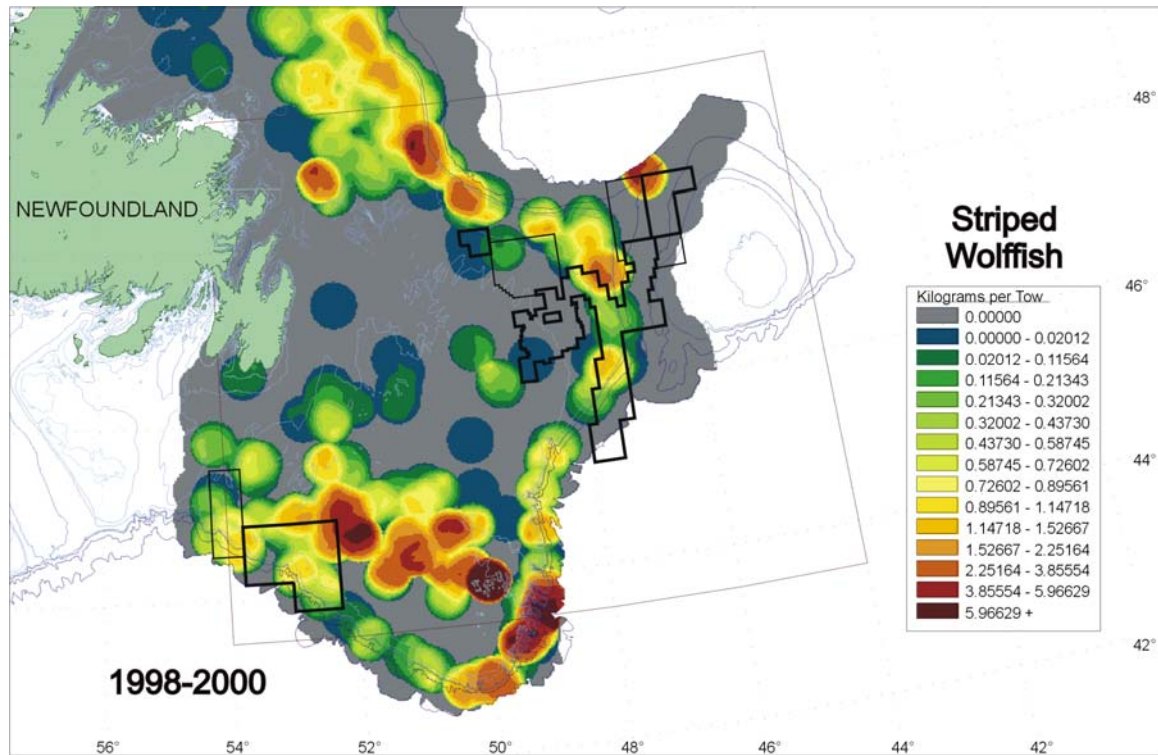 48°
NEWFOUNDLAND
Striped
Wolffish
46°
Kilograms per Tow
0.00000
0.00000 - 0.02012
0.02012 - 0.11564
0.11564 - 0.21343
0.21343 - 0.32002
0.32002 - 0.43730
0.43730 - 0.58745
0.58745 - 0.72602
0.72602 - 0.89561
0.89561 - 1.14718
1.14718 - 1.52667
1.52667 - 2.25164
2.25164 - 3.85554
3.85554 - 5.96629
5.96629 +
44°
42°
1998-2000
56° 54° 52° 50° 48° 46° 44° 42°